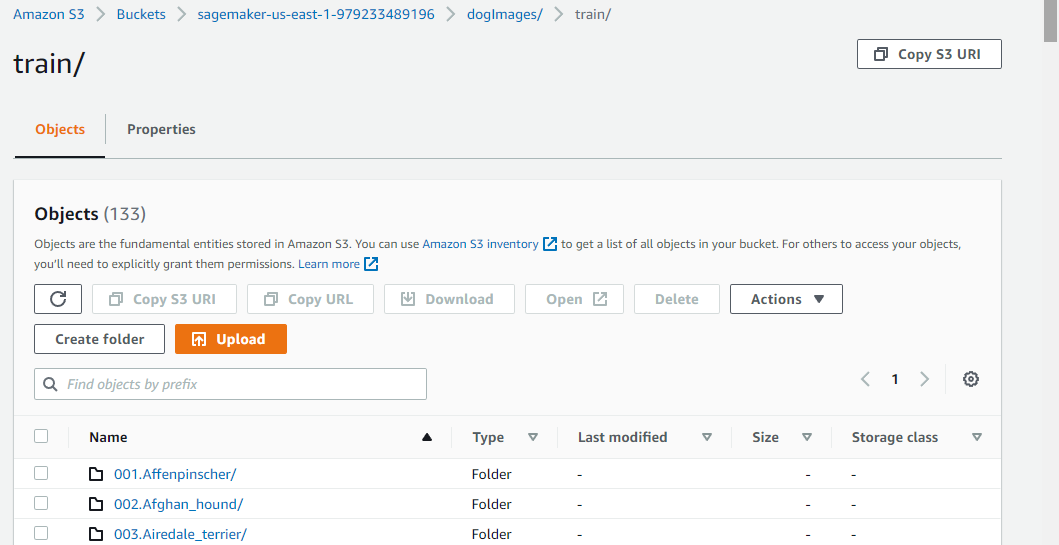 Amazon S3 > Buckets > sagemaker-us-east-1-979233489196 > dogImages/ > train/
train/
Copy S3 URI
Objects Properties
Objects (133)
Objects are the fundamental entities stored in Amazon S3. You can use Amazon S3 inventory to get a list of all objects in your bucket. For others to access your objects,
you'll need to explicitly grant them permissions. Learn more
Copy S3 URI Copy URL Download Open Delete Actions
Create folder Upload
Find objects by prefix
1
Name Type Last modified Size Storage class
001.Affenpinscher/ Folder - - -
002.Afghan_hound/ Folder - - -
003.Airedale_terrier/ Folder - - -